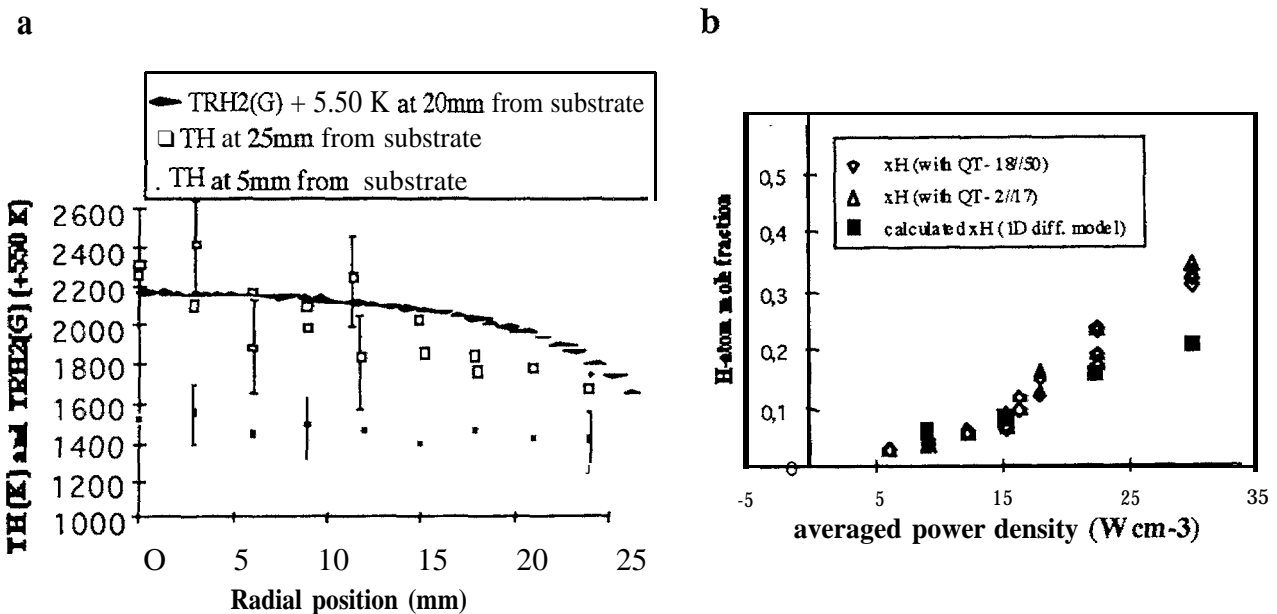 a
TRH2(G) + 5.50 K at 20mm from substrate
□ TH at 25mm from substrate
. TH at 5mm from substrate
TH(K) and TRH2(G) (+550 K)
2600
2400
2200
2000
1800
1600
1400
1200
1000
O 5 10 15 20 25
Radial position (mm)
b
xH (with QT-18//50)
xH (with QT-2//17)
calculated xH (1D diff. model)
H-atom mole fraction
0,5
0,4
0,3
0,2
0,1
0
-5 5 15 25 35
averaged power density (W cm-3)